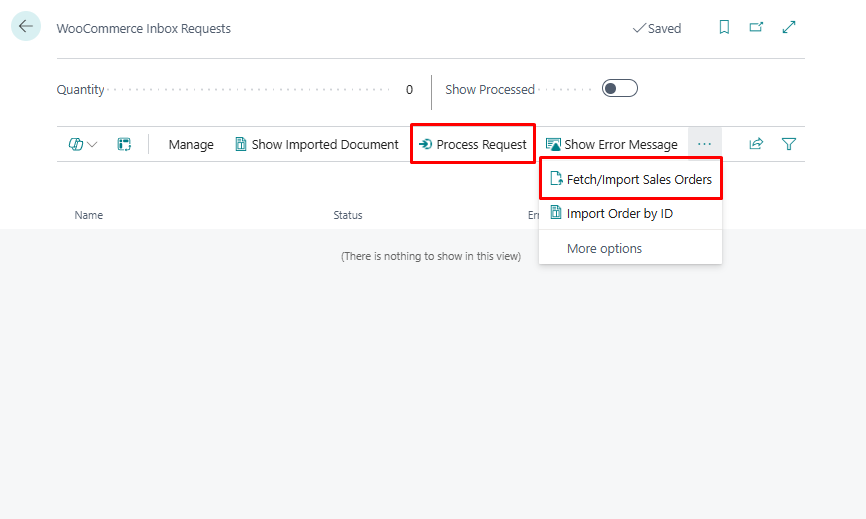 WooCommerce Inbox Requests
Saved
Quantity 0 Show Processed
Manage Show Imported Document Process Request Show Error Message ...
Fetch/Import Sales Orders
Name Status Er
Import Order by ID
More options
(There is nothing to show in this view)